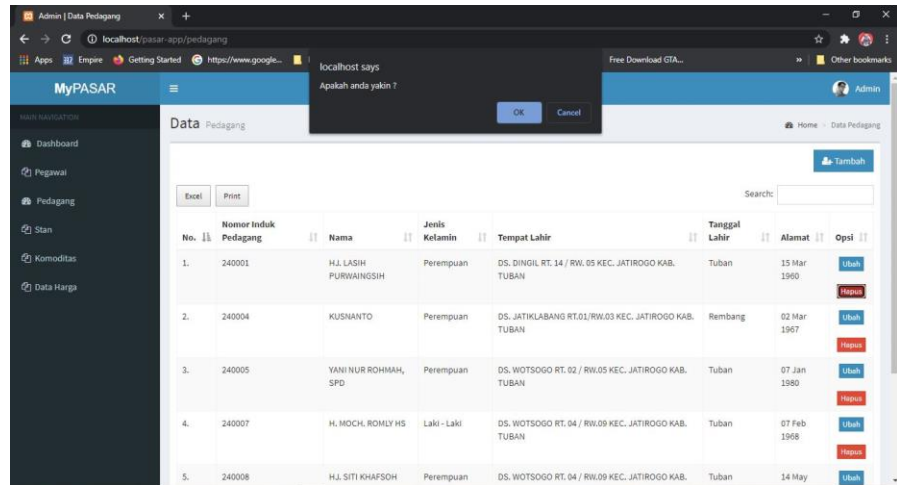 Admin | Data Pedagang
localhost/pasar-app/pedagang
Apps Empire Getting Started https://www.google... Free Download GTA... » Other bookmarks
localhost says
Apakah anda yakin ?
OK Cancel
MyPASAR
Admin
MAIN NAVIGATION
Dashboard
Pegawai
Pedagang
Stan
Komoditas
Data Harga
Data Pedagang
Home Data Pedagang
Tambah
Excel Print
Search:
No. Nomor Induk Pedagang Nama Jenis Kelamin Tempat Lahir Tanggal Lahir Alamat Opsi
1. 240001 HJ. LASIH PURWAINGSIH Perempuan DS. DINGIL RT. 14 / RW. 05 KEC. JATIROGO KAB. TUBAN Tuban 15 Mar 1960 Ubah Hapus
2. 240004 KUSNANTO Perempuan DS. JATIKLABANG RT.01/RW.03 KEC. JATIROGO KAB. TUBAN Rembang 02 Mar 1967 Ubah Hapus
3. 240005 YANI NUR ROHMAH, SPD Perempuan DS. WOTSOGO RT. 02 / RW.05 KEC. JATIROGO KAB. TUBAN Tuban 07 Jan 1980 Ubah Hapus
4. 240007 H. MOCH. ROMLY HS Laki - Laki DS. WOTSOGO RT. 04 / RW.09 KEC. JATIROGO KAB. TUBAN Tuban 07 Feb 1968 Ubah Hapus
5. 240008 HJ. SITI KHAFSOH Perempuan DS. WOTSOGO RT. 04 / RW.09 KEC. JATIROGO KAB. Tuban 14 May Ubah